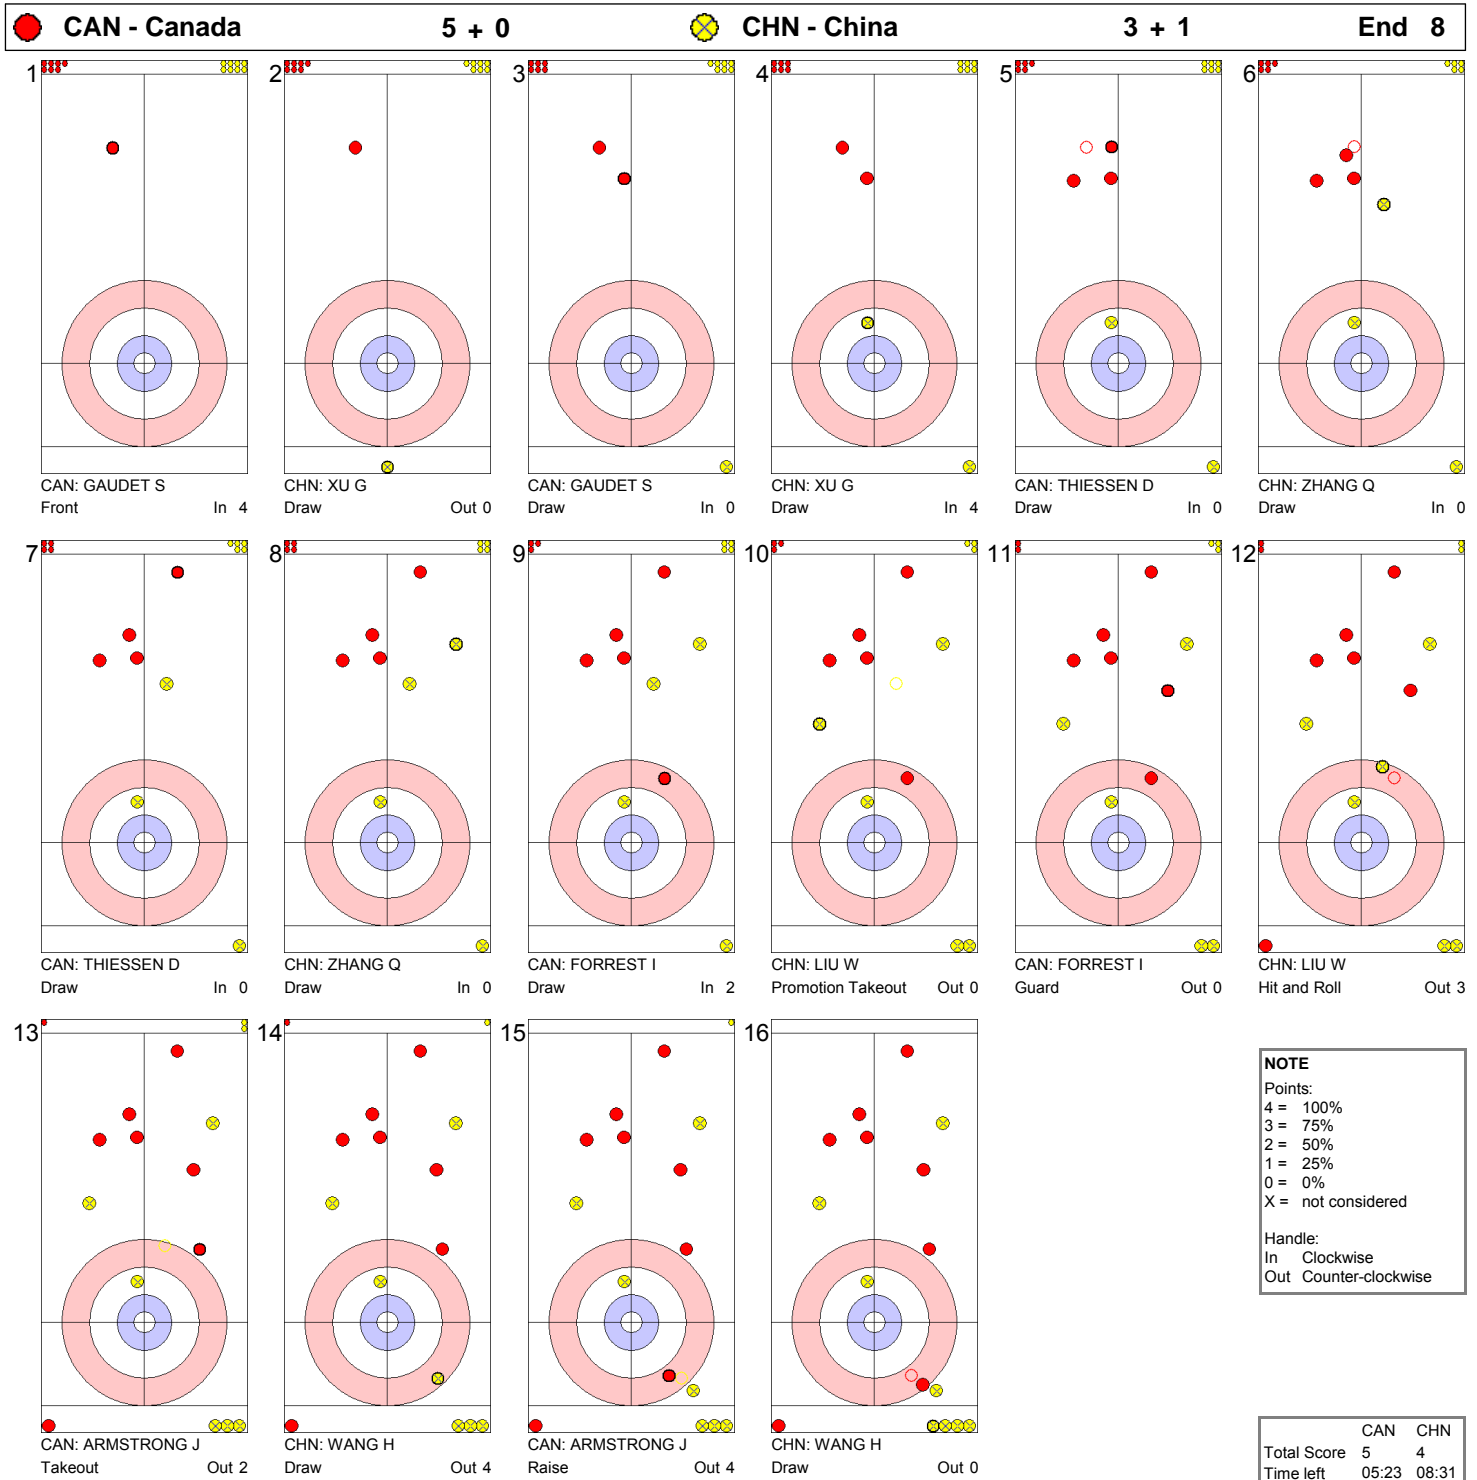 CAN - Canada 5 + 0 CHN - China 3 + 1 End 8
1 2 3 4 5 6
CAN: GAUDET S CHN: XU G CAN: GAUDET S CHN: XU G CAN: THIESSEN D CHN: ZHANG Q
Front In 4 Draw Out 0 Draw In 0 Draw In 4 Draw In 0 Draw In 0
7 8 9 10 11 12
CAN: THIESSEN D CHN: ZHANG Q CAN: FORREST I CHN: LIU W CAN: FORREST I CHN: LIU W
Draw In 0 Draw In 0 Draw In 2 Promotion Takeout Out 0 Guard Out 0 Hit and Roll Out 3
13 14 15 16
CAN: ARMSTRONG J CHN: WANG H CAN: ARMSTRONG J CHN: WANG H
Takeout Out 2 Draw Out 4 Raise Out 4 Draw Out 0
NOTE
Points:
4 = 100%
3 = 75%
2 = 50%
1 = 25%
0 = 0%
X = not considered
Handle:
In Clockwise
Out Counter-clockwise
CAN CHN
Total Score 5 4
Time left 05:23 08:31